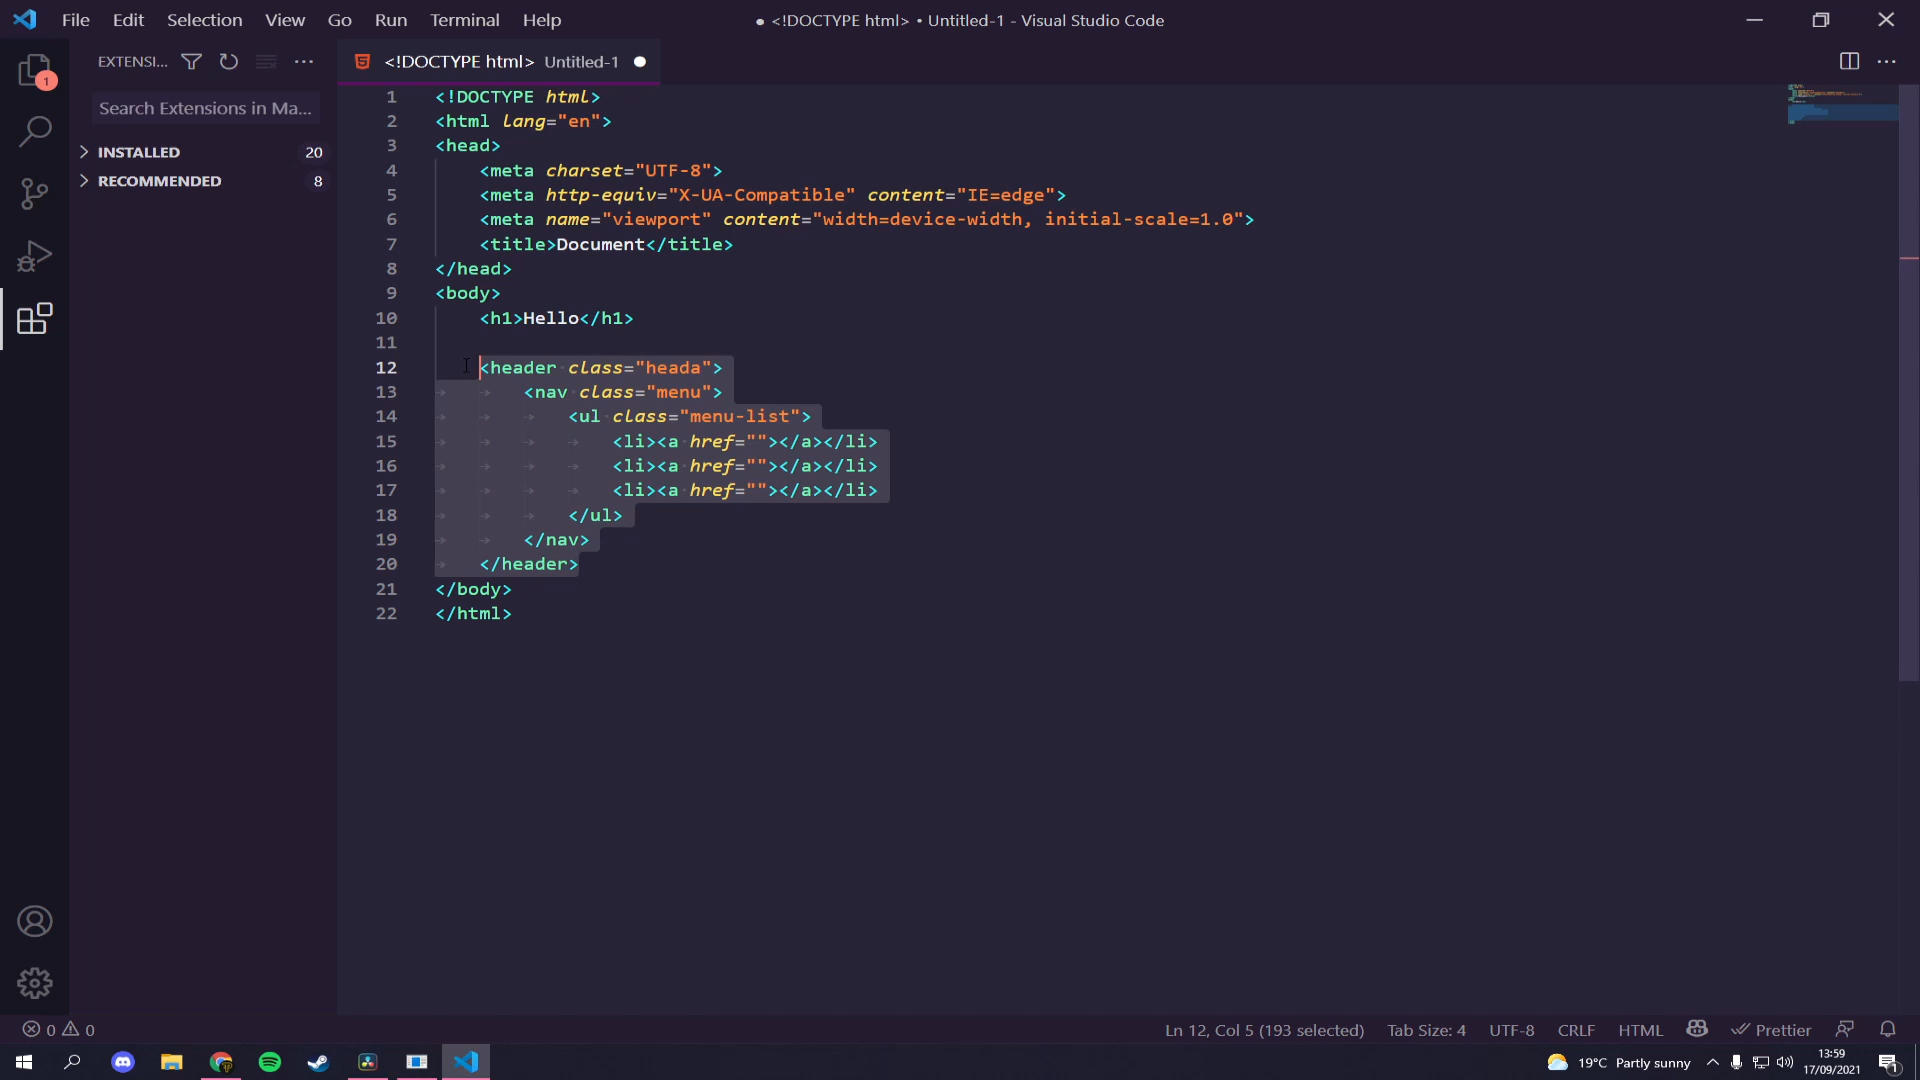 File Edit Selection View Go Run Terminal Help
● <!DOCTYPE html> • Untitled-1 - Visual Studio Code
1
EXTENSI...
<!DOCTYPE html> Untitled-1
Search Extensions in Ma...
INSTALLED 20
RECOMMENDED 8
1 <!DOCTYPE html>
2 <html lang="en">
3 <head>
4 <meta charset="UTF-8">
5 <meta http-equiv="X-UA-Compatible" content="IE=edge">
6 <meta name="viewport" content="width=device-width, initial-scale=1.0">
7 <title>Document</title>
8 </head>
9 <body>
10 <h1>Hello</h1>
11
12 <header class="heada">
13 <nav class="menu">
14 <ul class="menu-list">
15 <li><a href=""></a></li>
16 <li><a href=""></a></li>
17 <li><a href=""></a></li>
18 </ul>
19 </nav>
20 </header>
21 </body>
22 </html>
0 0
Ln 12, Col 5 (193 selected) Tab Size: 4 UTF-8 CRLF HTML Prettier
19°C Partly sunny
13:59
17/09/2021
1